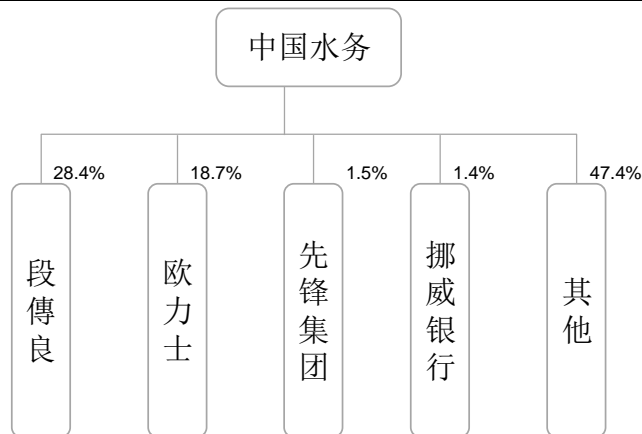 中国水务
28.4%
18.7%
1.5%
1.4%
47.4%
段傳良
欧力士
先锋集团
挪威银行
其他